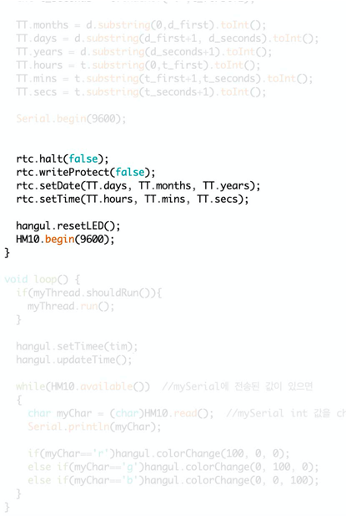 TT.months = d.substring(0,d_first).toInt();
TT.days = d.substring(d_first+1, d_seconds).toInt();
TT.years = d.substring(d_seconds+1).toInt();
TT.hours = t.substring(0,t_first).toInt();
TT.mins = t.substring(t_first+1,t_seconds).toInt();
TT.secs = t.substring(t_seconds+1).toInt();
Serial.begin(9600);
rtc.halt(false);
rtc.writeProtect(false);
rtc.setDate(TT.days, TT.months, TT.years);
rtc.setTime(TT.hours, TT.mins, TT.secs);
hangul.resetLED();
HM10.begin(9600);
}
void loop() {
if(myThread.shouldRun()){
myThread.run();
}
hangul.setTimee(tim);
hangul.updateTime();
while(HM10.available()) //mySerial에 전송된 값이 있으면
{
char myChar = (char)HM10.read(); //mySerial int 값을 ch
Serial.println(myChar);
if(myChar=='r')hangul.colorChange(100, 0, 0);
else if(myChar=='g')hangul.colorChange(0, 100, 0);
else if(myChar=='b')hangul.colorChange(0, 0, 100);
}
}